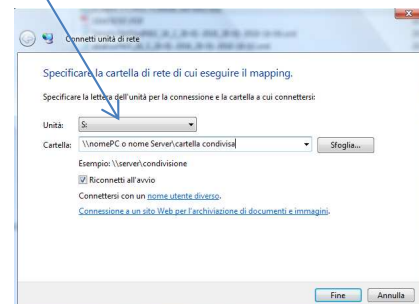 Connetti unità di rete
Specificare la cartella di rete di cui eseguire il mapping.
Specificare la lettera dell'unità per la connessione e la cartella a cui connettersi:
Unità: S:
Cartella: \\nomePC o nome Server\cartella condivisa Sfoglia...
Esempio: \\server\condivisione
Riconnetti all'avvio
Connettersi con un nome utente diverso.
Connessione a un sito Web per l'archiviazione di documenti e immagini.
Fine Annulla